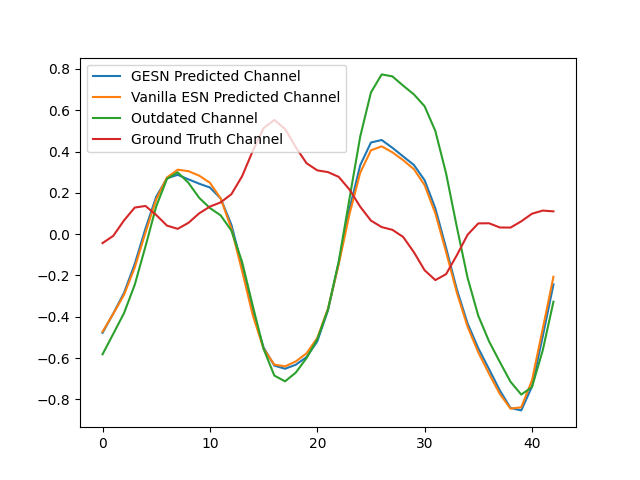 GESN Predicted Channel
Vanilla ESN Predicted Channel
Outdated Channel
Ground Truth Channel
0.8
0.6
0.4
0.2
0.0
−0.2
−0.4
−0.6
−0.8
0 10 20 30 40